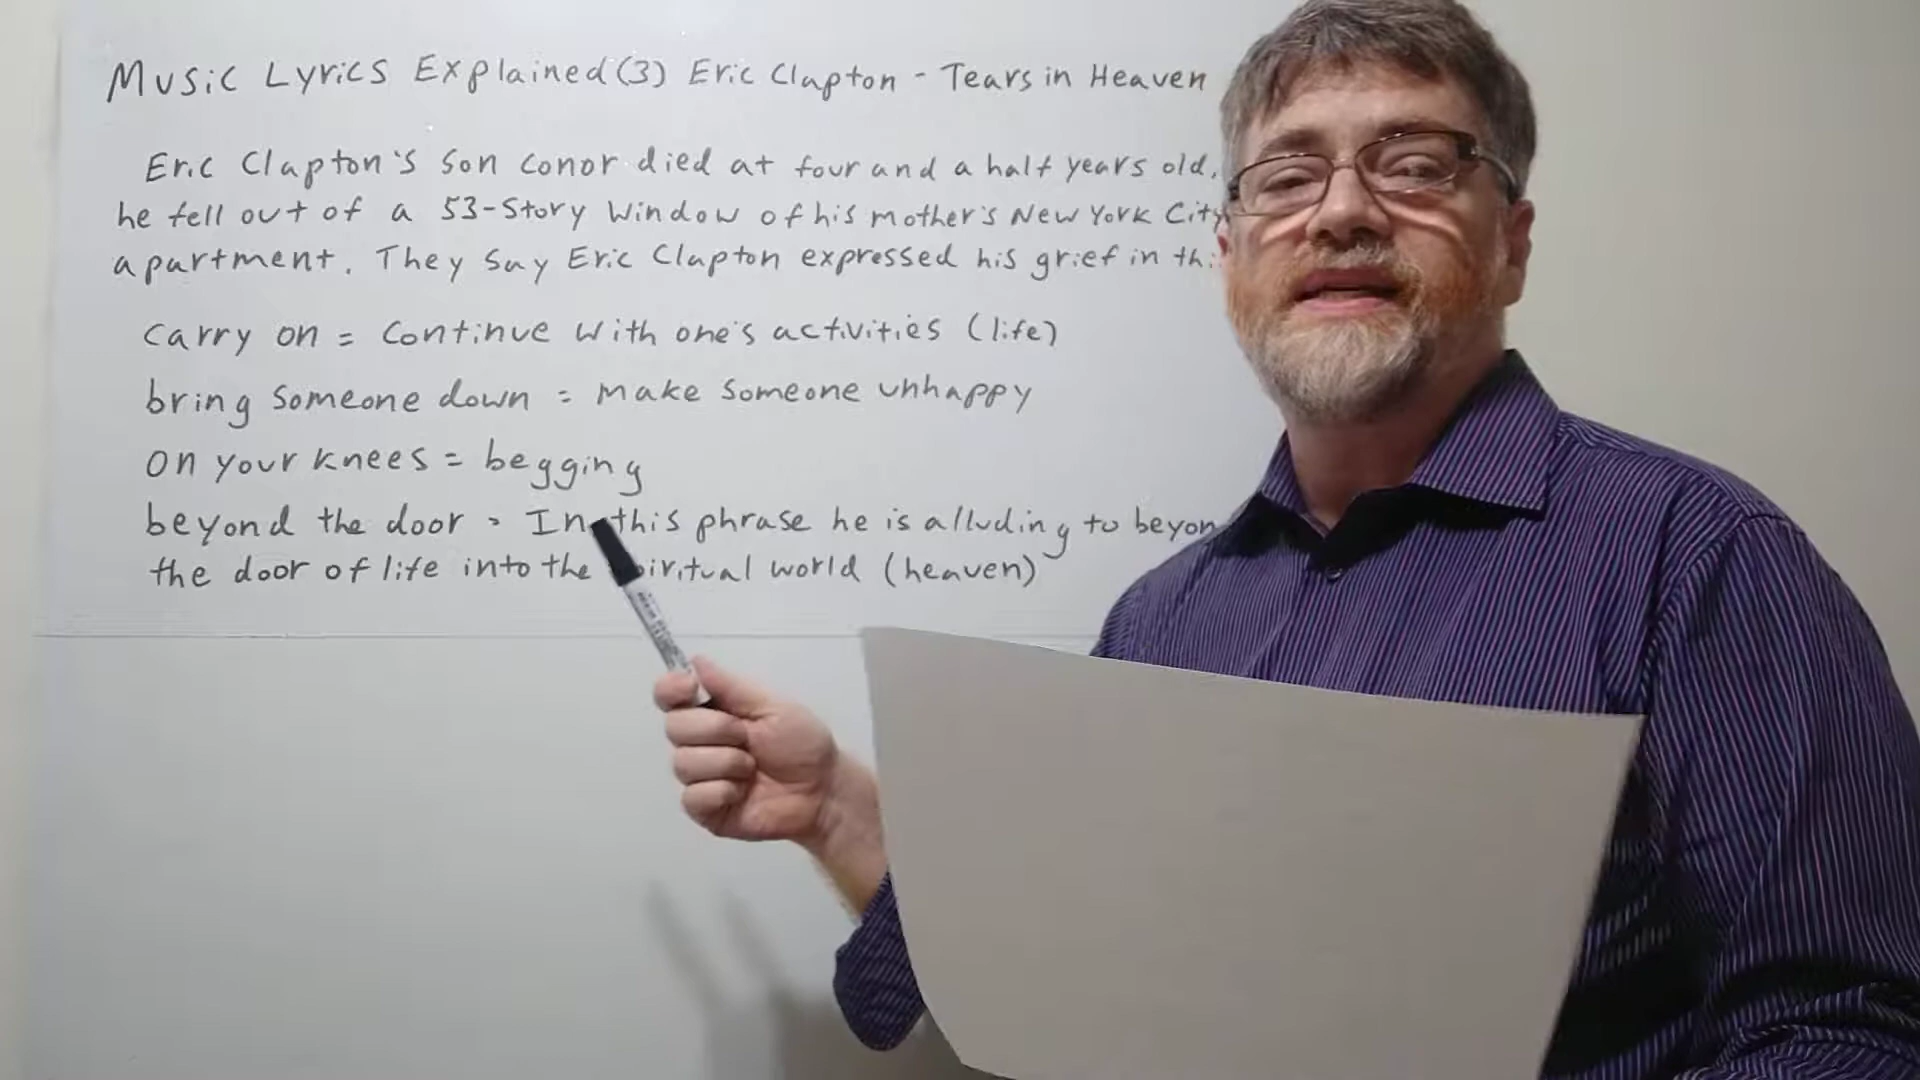 Music Lyrics Explained (3) Eric Clapton - Tears in Heaven
Eric Clapton's son Conor died at four and a half years old,
he fell out of a 53-Story Window of his mother's New York City
apartment. They say Eric Clapton expressed his grief in
carry on = Continue with one's activities (life)
bring someone down = make someone unhappy
on your knees = begging
beyond the door = In this phrase he is alluding to
the door of life into the world (heaven)